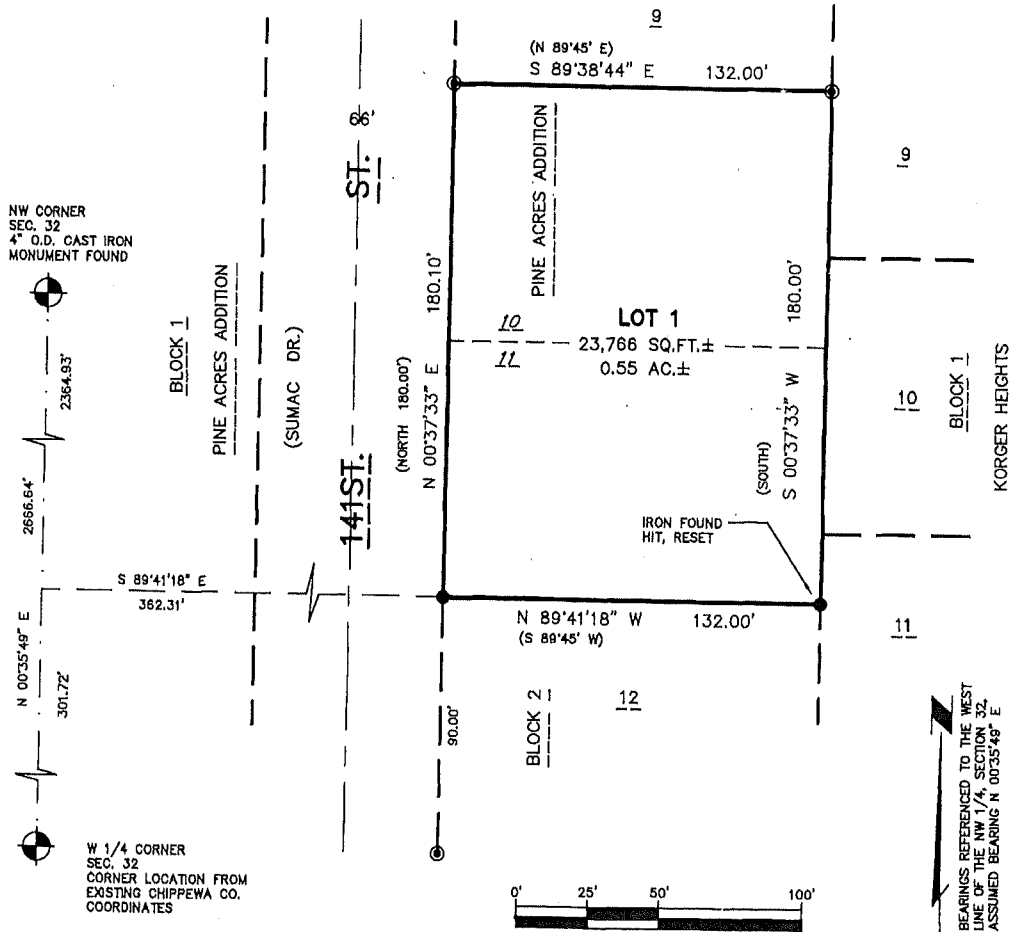 9
(N 89°45' E)
S 89°38'44" E 132.00'
66'
ST.
PINE ACRES ADDITION
9
NW CORNER
SEC. 32
4" O.D. CAST IRON
MONUMENT FOUND
2364.93'
2666.64'
BLOCK 1
PINE ACRES ADDITION
(SUMAC DR.)
141ST.
(NORTH 180.00')
N 00°37'33" E
180.10'
10
11
LOT 1
23,766 SQ.FT.±
0.55 AC.±
180.00'
(SOUTH)
S 00°37'33" W
10
BLOCK 1
KORGER HEIGHTS
IRON FOUND
HIT, RESET
S 89°41'18" E
362.31'
N 00°35'49" E
301.72'
N 89°41'18" W 132.00'
(S 89°45' W)
11
90.00'
BLOCK 2
12
W 1/4 CORNER
SEC. 32
CORNER LOCATION FROM
EXISTING CHIPPEWA CO.
COORDINATES
0' 25' 50' 100'
BEARINGS REFERENCED TO THE WEST
LINE OF THE NW 1/4, SECTION 32,
ASSUMED BEARING N 00°35'49" E